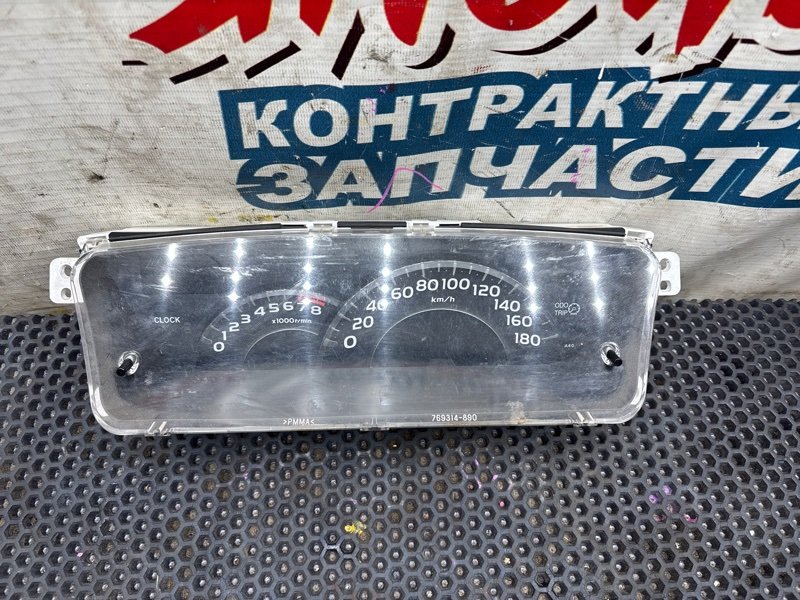 КОНТРАКТНЫ
ЗАПЧАСТИ
CLOCK
0 1 2 3 4 5 6 7 8
x1000r/min
0 20 40 60 80 100 120 140 160 180
km/h
ODO
TRIP
>PMMA<
769314-890